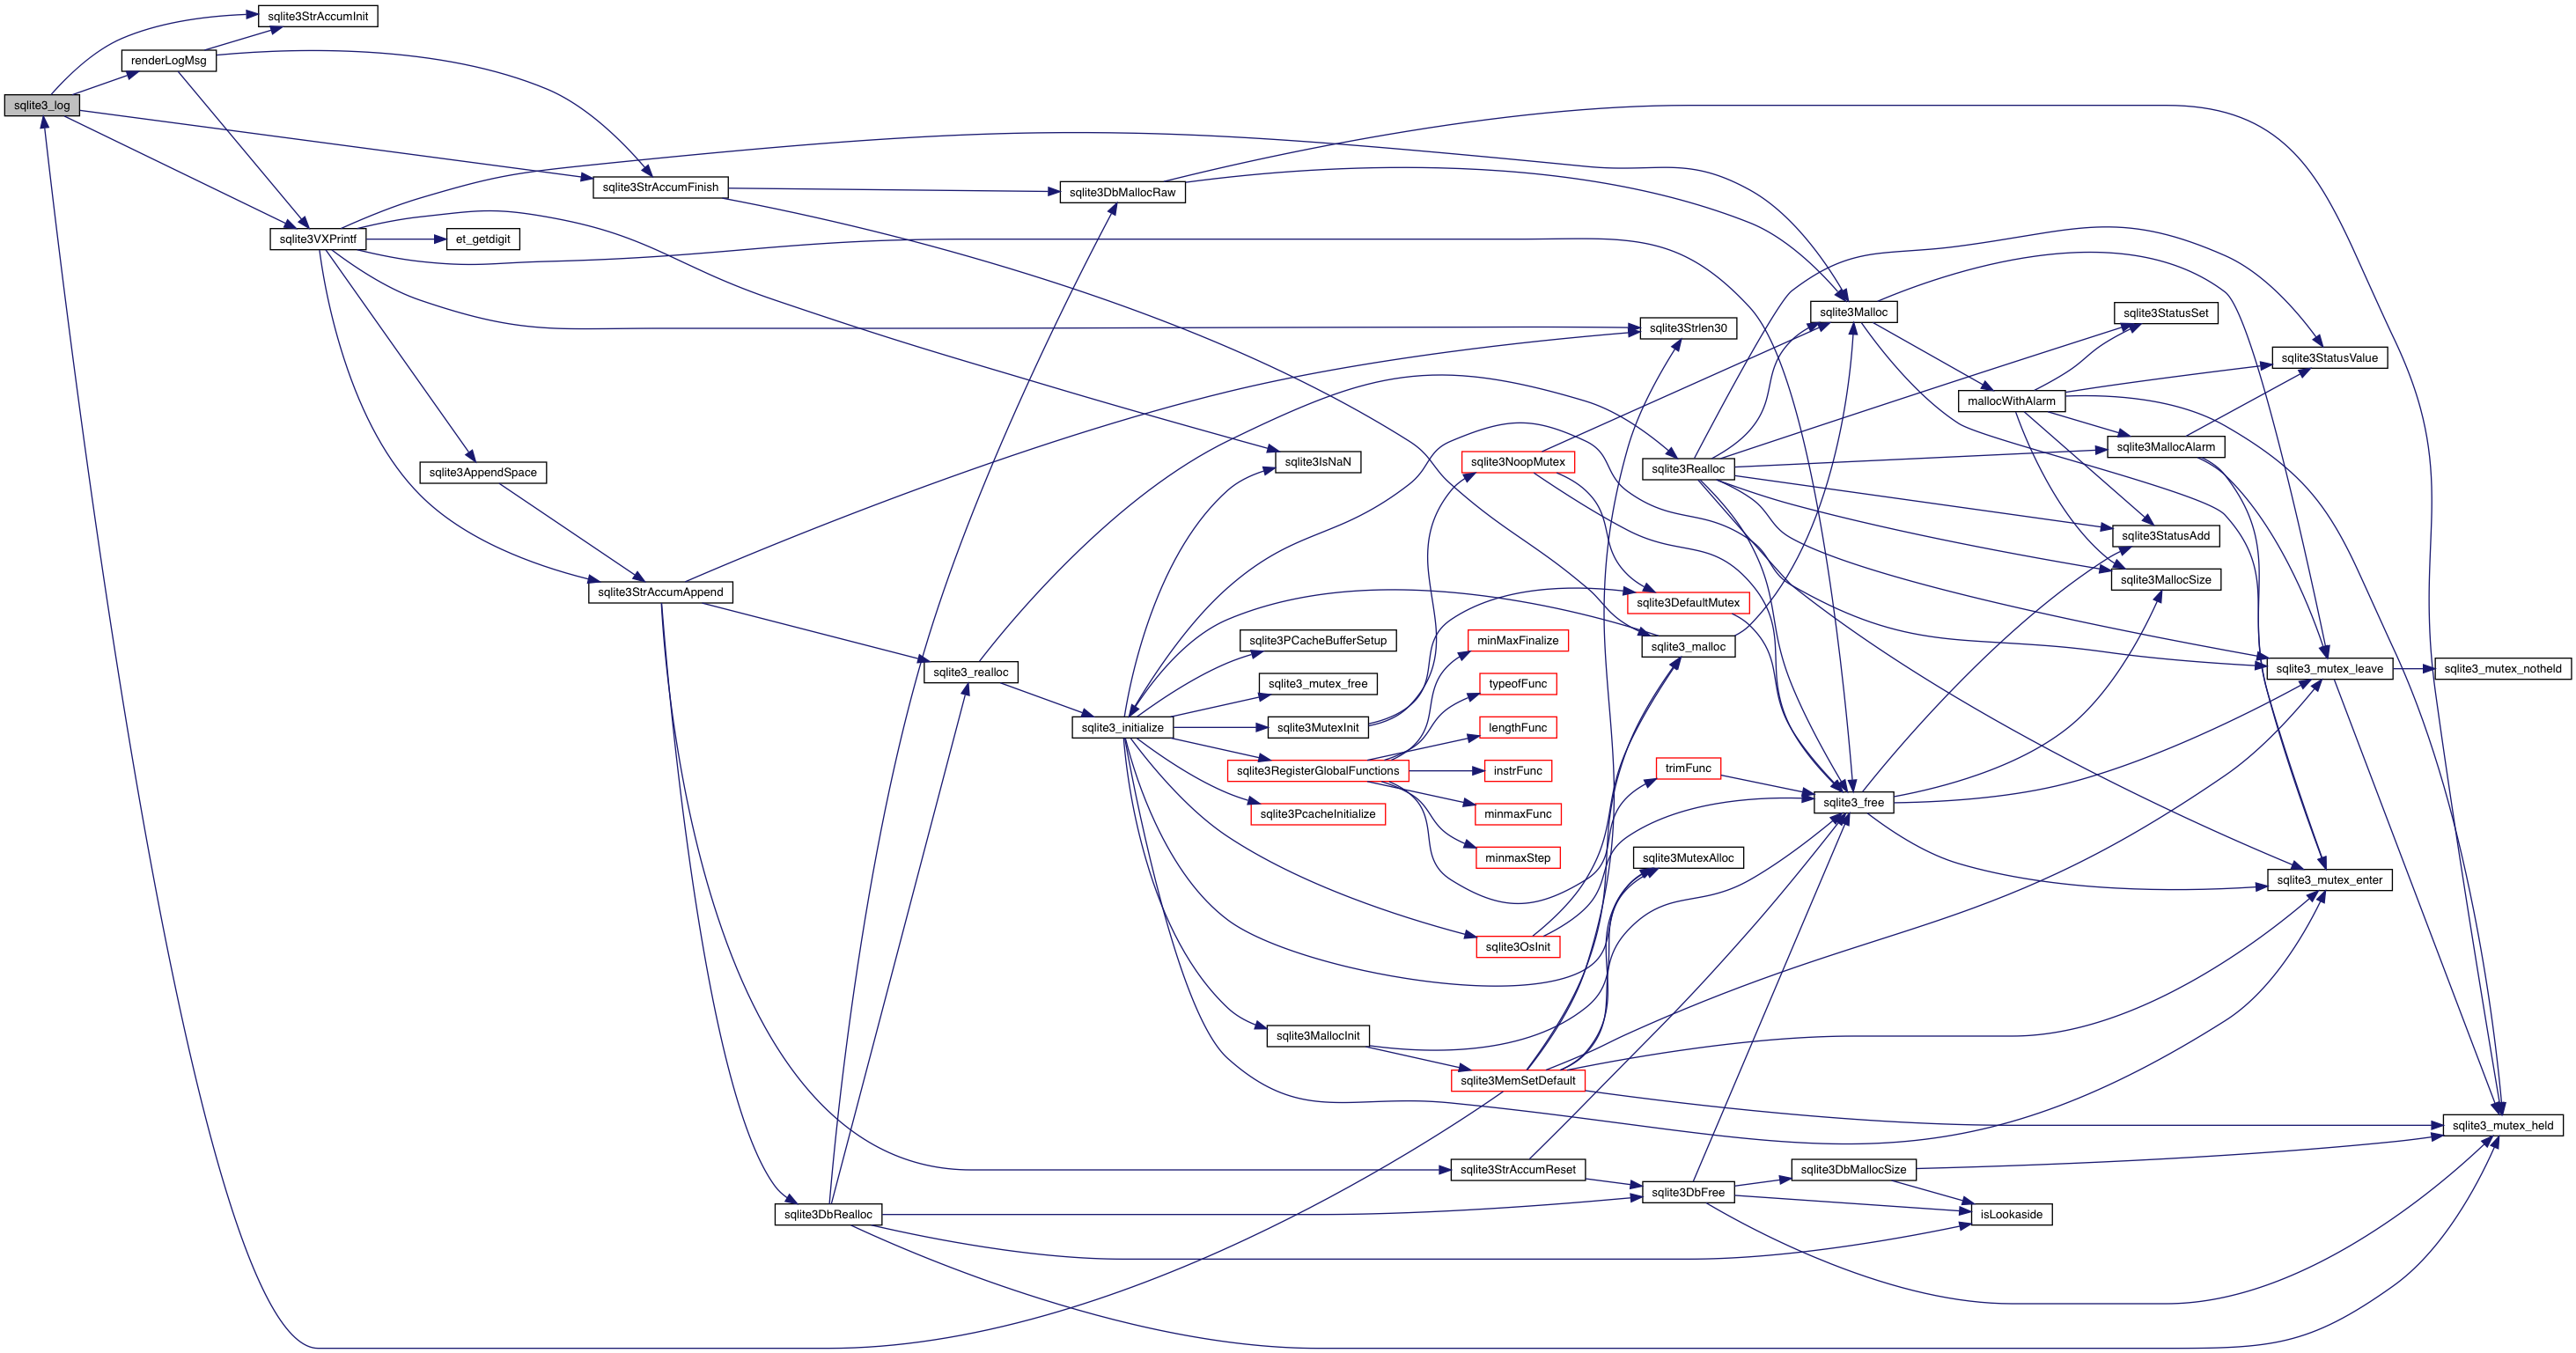 sqlite3StrAccumInit
renderLogMsg
sqlite3_log
sqlite3StrAccumFinish
sqlite3DbMallocRaw
sqlite3VXPrintf
et_getdigit
sqlite3Malloc
sqlite3StatusSet
sqlite3Strlen30
sqlite3StatusValue
mallocWithAlarm
sqlite3MallocAlarm
sqlite3AppendSpace
sqlite3IsNaN
sqlite3NoopMutex
sqlite3Realloc
sqlite3StatusAdd
sqlite3MallocSize
sqlite3StrAccumAppend
sqlite3DefaultMutex
sqlite3PCacheBufferSetup
minMaxFinalize
sqlite3_malloc
sqlite3_realloc
sqlite3_mutex_leave
sqlite3_mutex_notheld
sqlite3_mutex_free
typeofFunc
sqlite3_initialize
sqlite3MutexInit
lengthFunc
sqlite3RegisterGlobalFunctions
instrFunc
trimFunc
sqlite3_free
sqlite3PcacheInitialize
minmaxFunc
minmaxStep
sqlite3MutexAlloc
sqlite3_mutex_enter
sqlite3OsInit
sqlite3MallocInit
sqlite3MemSetDefault
sqlite3_mutex_held
sqlite3StrAccumReset
sqlite3DbMallocSize
sqlite3DbFree
sqlite3DbRealloc
isLookaside